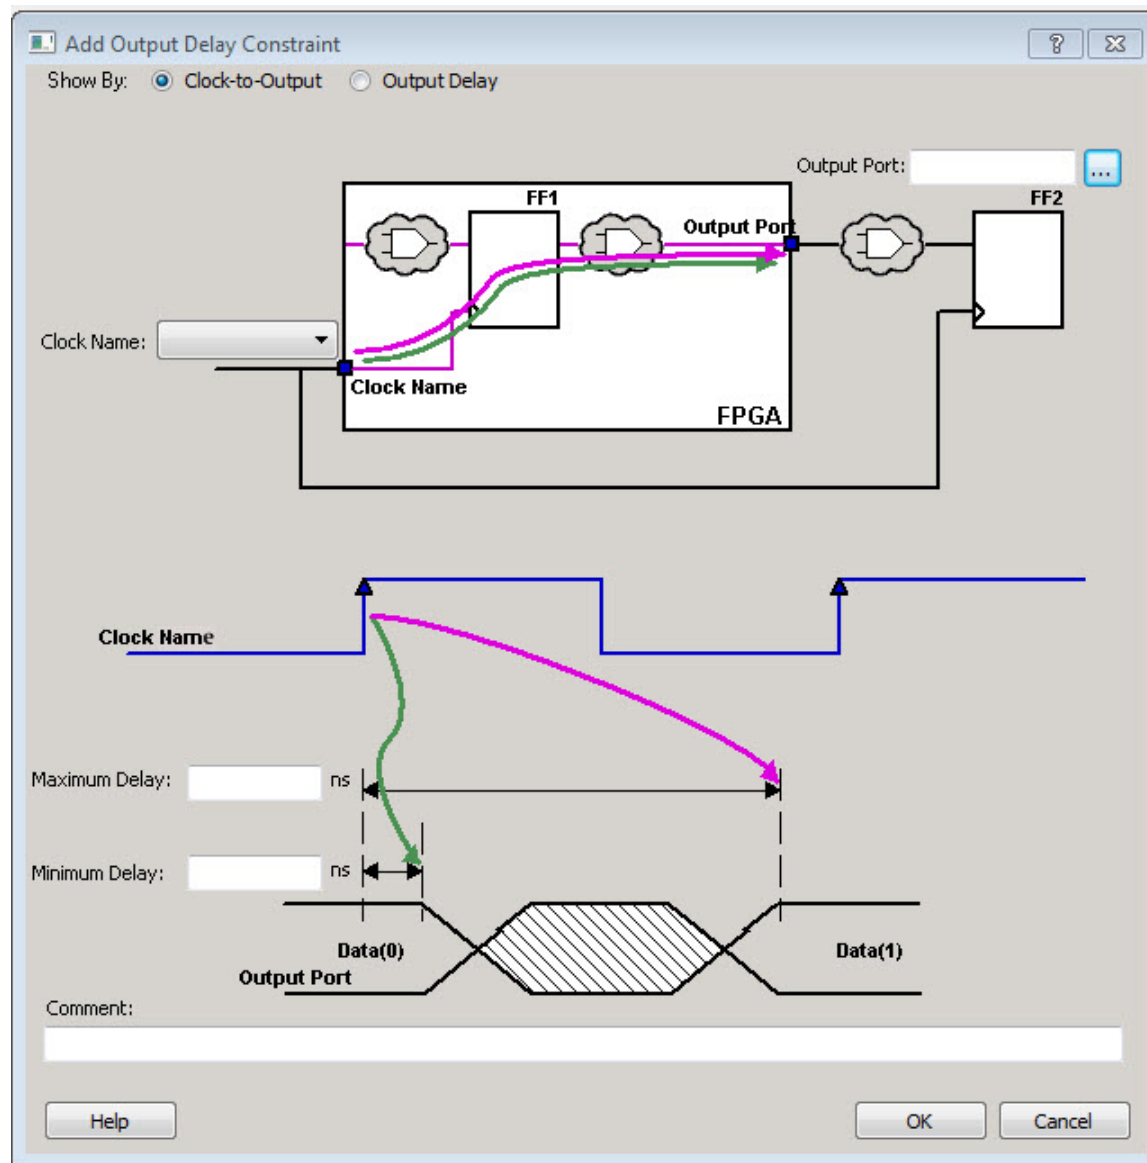 Add Output Delay Constraint
Show By: Clock-to-Output Output Delay
Output Port: ...
FF1
FF2
Output Port
Clock Name:
Clock Name
FPGA
Clock Name
Maximum Delay: ns
Minimum Delay: ns
Data(0)
Data(1)
Output Port
Comment:
Help
OK
Cancel